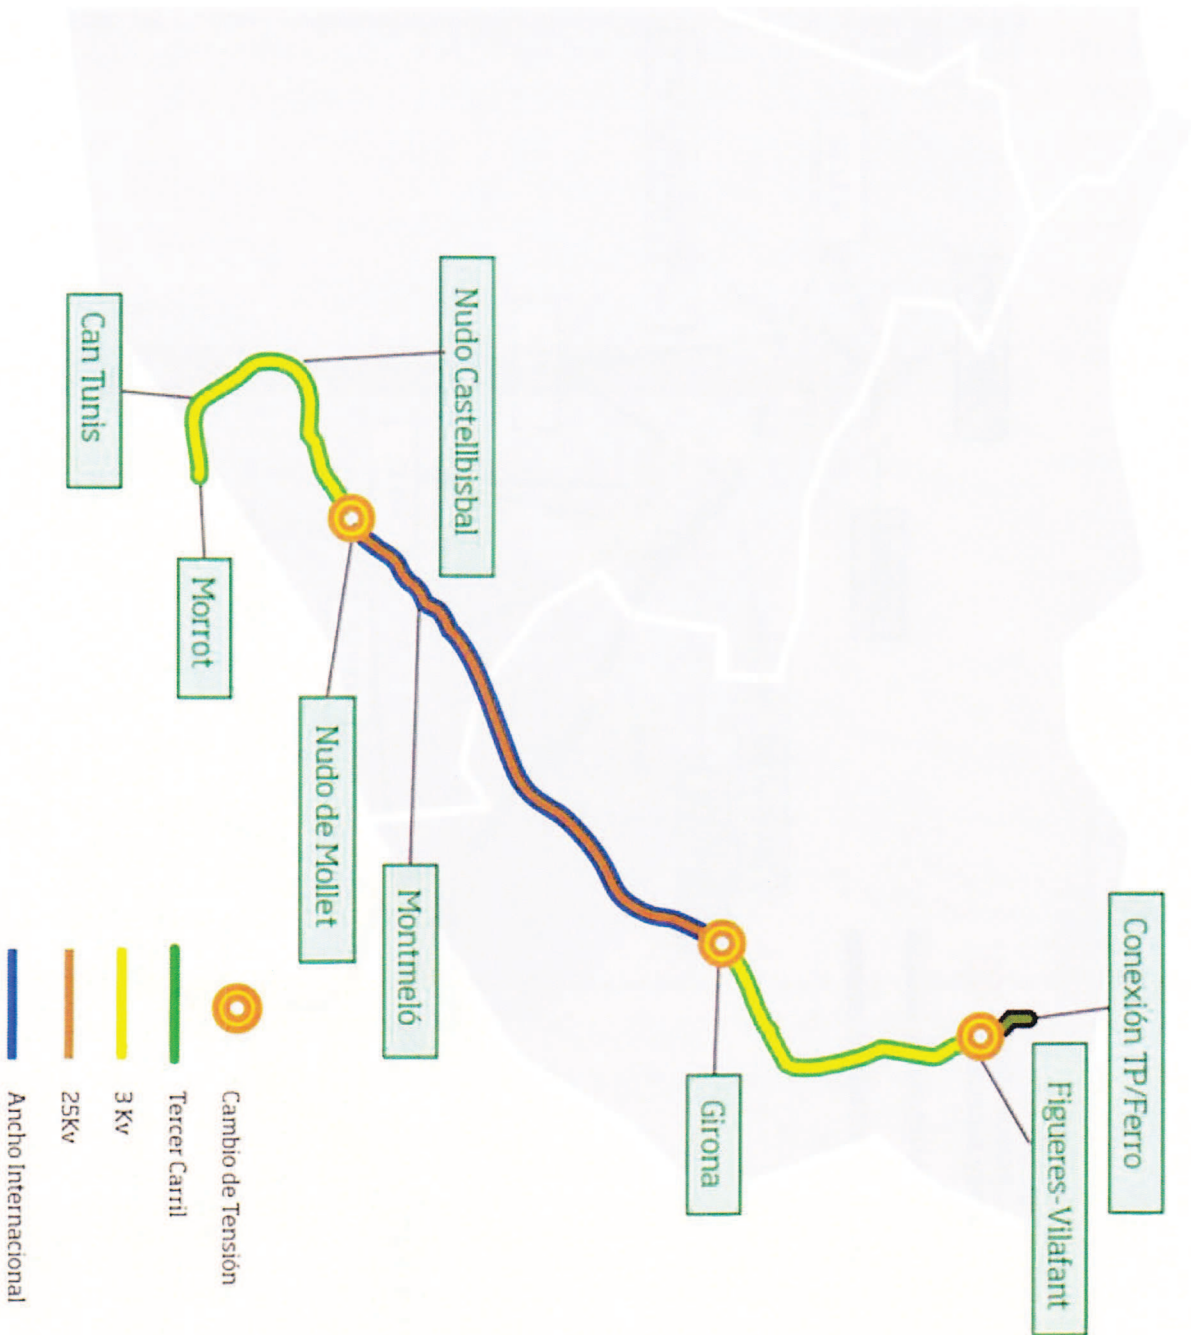 Conexión TP/Ferro
Figueres-Vilafant
Girona
Nudo Castellbisbal
Montmeló
Nudo de Mollet
Morrot
Can Tunis
Cambio de Tensión
Tercer Carril
3 Kv
25Kv
Ancho Internacional